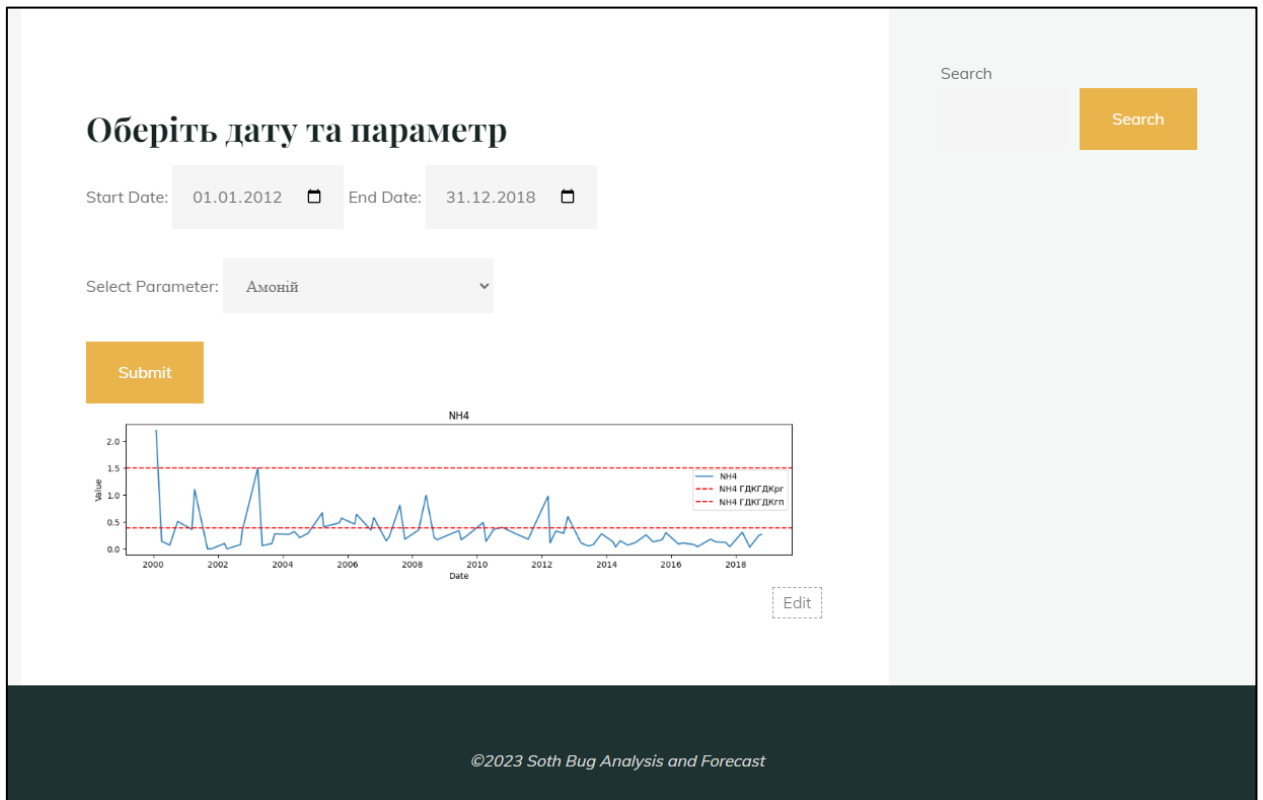 Search
Search
Оберіть дату та параметр
Start Date: 01.01.2012 End Date: 31.12.2018
Select Parameter: Амоній
Submit
NH4
2.0
1.5
1.0
0.5
0.0
Value
NH4
NH4 ГДКГДКрг
NH4 ГДКГДКгп
2000 2002 2004 2006 2008 2010 2012 2014 2016 2018
Date
Edit
©2023 Soth Bug Analysis and Forecast